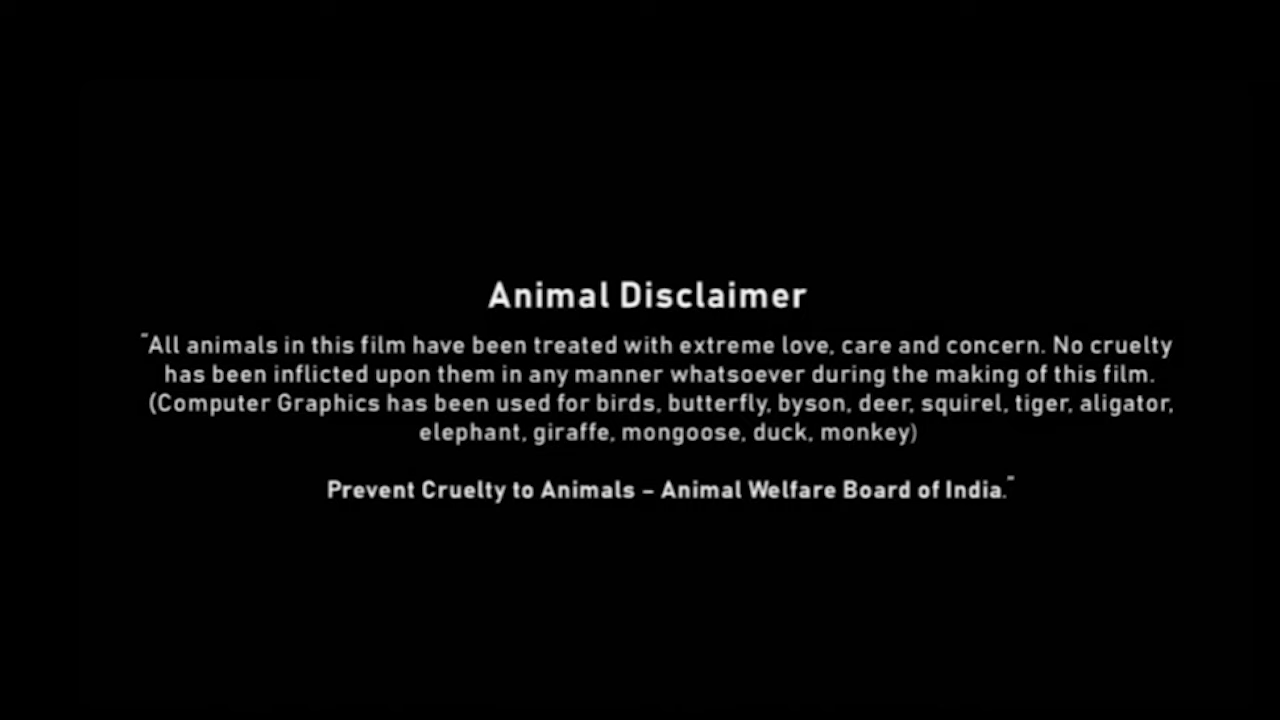 Animal Disclaimer
"All animals in this film have been treated with extreme love, care and concern. No cruelty
has been inflicted upon them in any manner whatsoever during the making of this film.
(Computer Graphics has been used for birds, butterfly, byson, deer, squirel, tiger, aligator,
elephant, giraffe, mongoose, duck, monkey)
Prevent Cruelty to Animals – Animal Welfare Board of India."